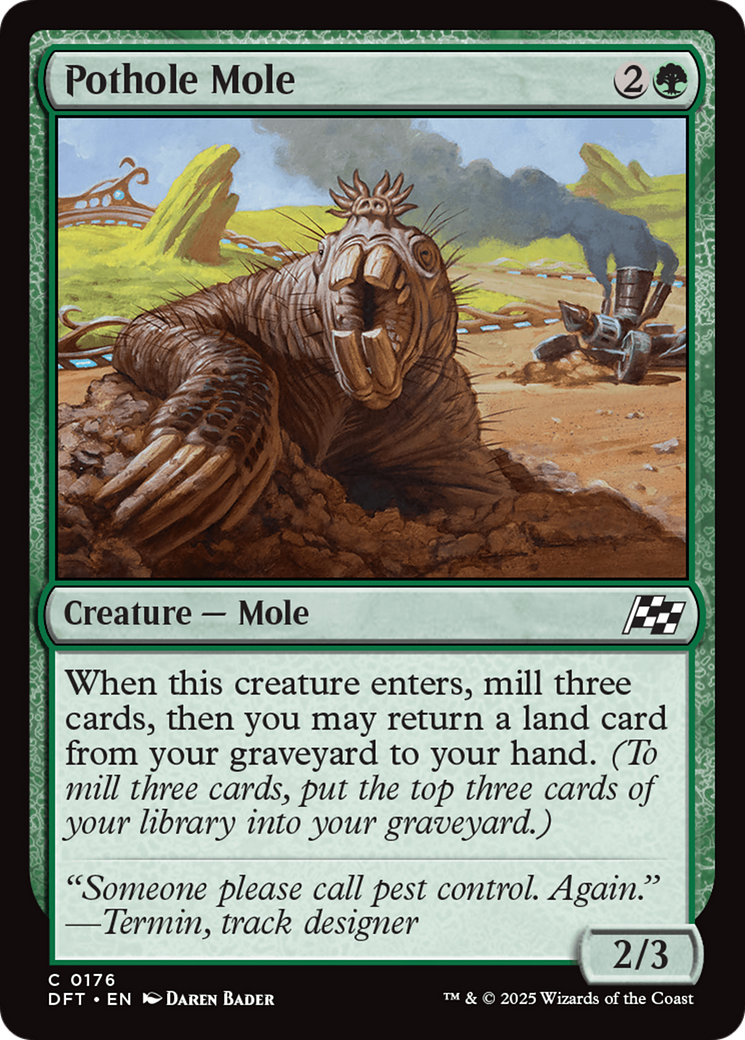 Pothole Mole 2
Creature — Mole
When this creature enters, mill three
cards, then you may return a land card
from your graveyard to your hand. (To
mill three cards, put the top three cards of
your library into your graveyard.)
“Someone please call pest control. Again.”
—Termin, track designer
2/3
C 0176
DFT • EN DAREN BADER
™ & © 2025 Wizards of the Coast